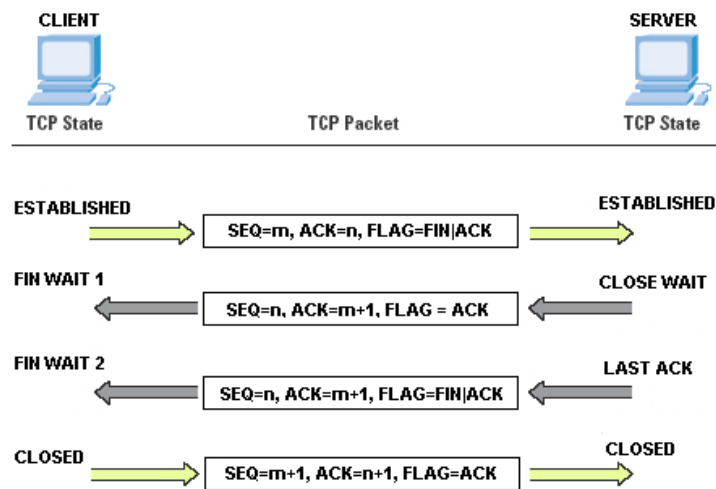 CLIENT
SERVER
TCP State
TCP Packet
TCP State
ESTABLISHED
ESTABLISHED
SEQ=m, ACK=n, FLAG=FIN|ACK
FIN WAIT 1
CLOSE WAIT
SEQ=n, ACK=m+1, FLAG = ACK
FIN WAIT 2
LAST ACK
SEQ=n, ACK=m+1, FLAG=FIN|ACK
CLOSED
CLOSED
SEQ=m+1, ACK=n+1, FLAG=ACK